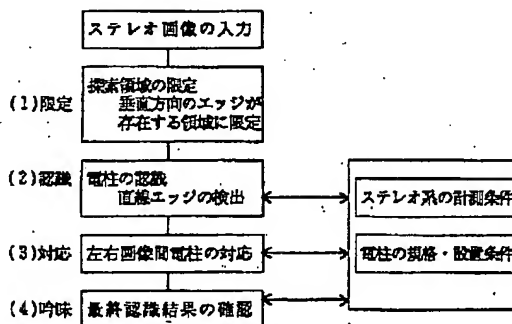 ステレオ画像の入力
(1)限定
探索領域の限定
垂直方向のエッジが
存在する領域に限定
(2)認識
電柱の認識
直線エッジの検出
ステレオ系の計測条件
(3)対応
左右画像間電柱の対応
電柱の規格・設置条件
(4)吟味
最終認識結果の確認